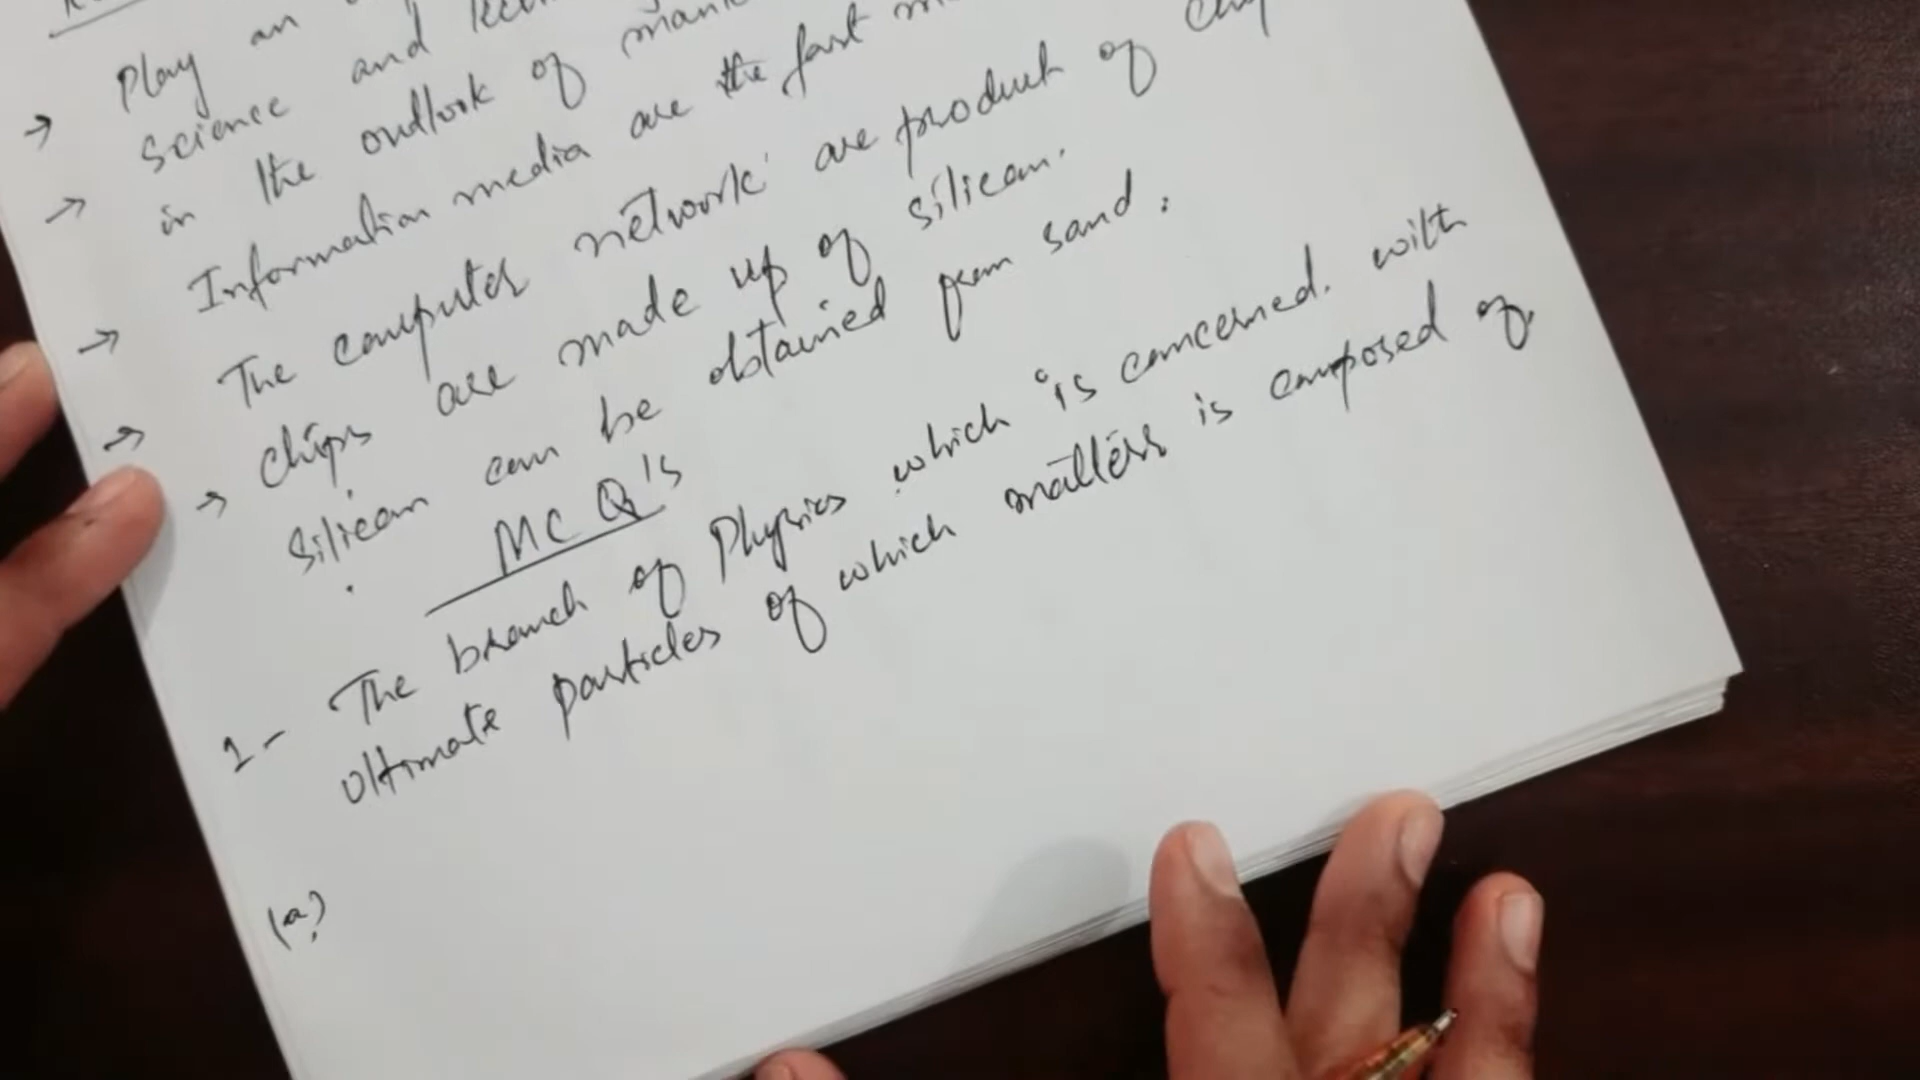 → Play an
science and
→ in the outlook of
Information media are the fast
→ The computer network are product of
→ chips are made up of silicon.
→ Silicon can be obtained from sand.
MCQ's
1- The branch of Physics which is concerned. with
ultimate particles of which matters is composed of
(a)